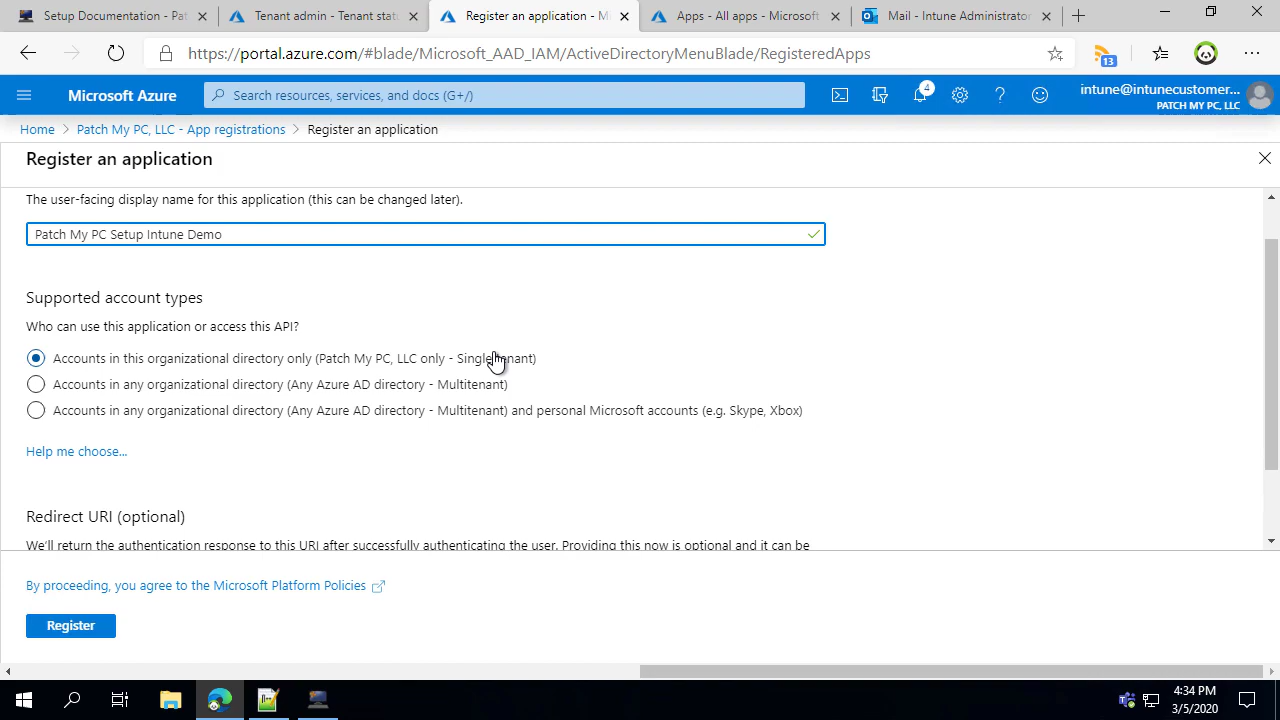 Setup Documentation - Pat
Tenant admin - Tenant stat
Register an application - Mi
Apps - All apps - Microsoft
Mail - Intune Administrator
https://portal.azure.com/#blade/Microsoft_AAD_IAM/ActiveDirectoryMenuBlade/RegisteredApps
13
Microsoft Azure
Search resources, services, and docs (G+/)
4
intune@intunecustomer...
PATCH MY PC, LLC
Home > Patch My PC, LLC - App registrations > Register an application
Register an application
The user-facing display name for this application (this can be changed later).
Patch My PC Setup Intune Demo
Supported account types
Who can use this application or access this API?
Accounts in this organizational directory only (Patch My PC, LLC only - Single tenant)
Accounts in any organizational directory (Any Azure AD directory - Multitenant)
Accounts in any organizational directory (Any Azure AD directory - Multitenant) and personal Microsoft accounts (e.g. Skype, Xbox)
Help me choose...
Redirect URI (optional)
We'll return the authentication response to this URI after successfully authenticating the user. Providing this now is optional and it can be
By proceeding, you agree to the Microsoft Platform Policies
Register
4:34 PM
3/5/2020